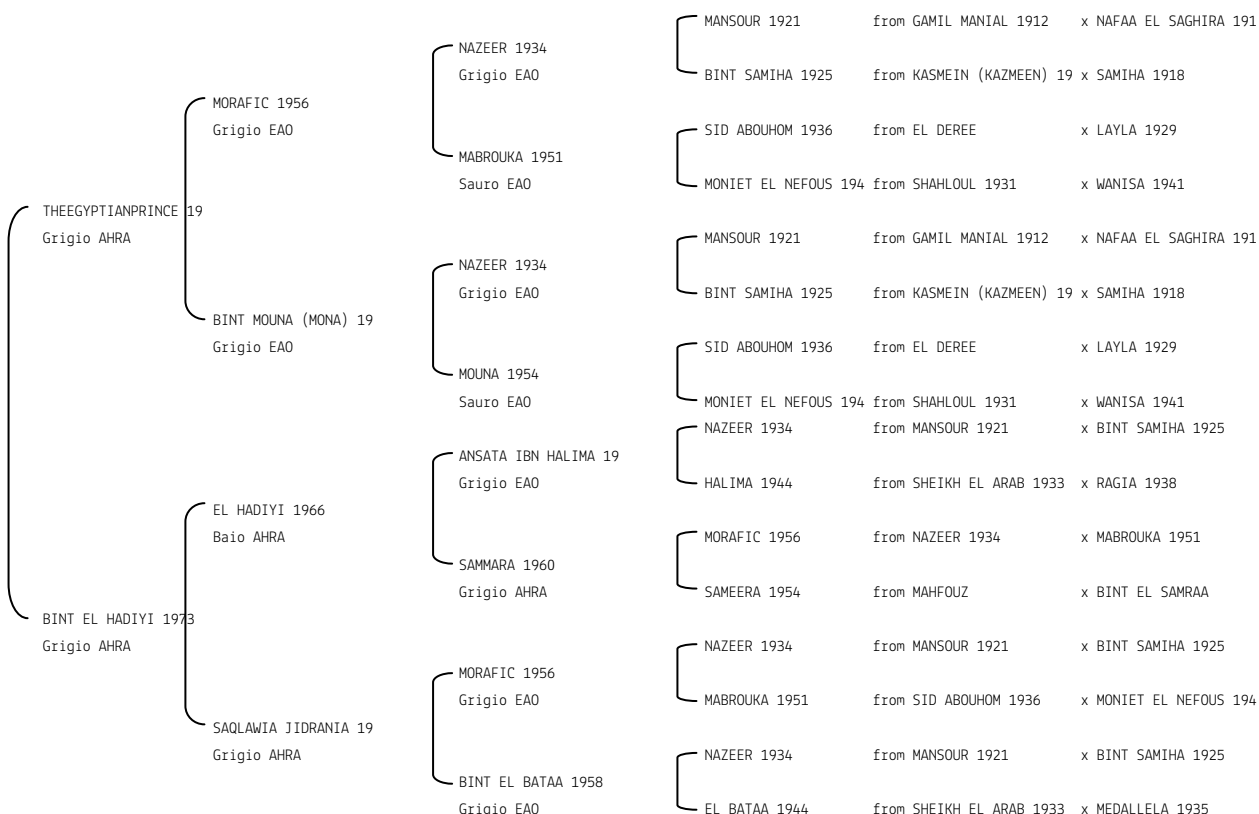 MANSOUR 1921 from GAMIL MANIAL 1912 x NAFAA EL SAGHIRA 191
NAZEER 1934
Grigio EAO
BINT SAMIHA 1925 from KASMEIN (KAZMEEN) 19 x SAMIHA 1918
MORAFIC 1956
Grigio EAO
SID ABOUHOM 1936 from EL DEREE x LAYLA 1929
MABROUKA 1951
Sauro EAO
MONIET EL NEFOUS 194 from SHAHLOUL 1931 x WANISA 1941
THEEGYPTIANPRINCE 19
Grigio AHRA
MANSOUR 1921 from GAMIL MANIAL 1912 x NAFAA EL SAGHIRA 191
NAZEER 1934
Grigio EAO
BINT SAMIHA 1925 from KASMEIN (KAZMEEN) 19 x SAMIHA 1918
BINT MOUNA (MONA) 19
Grigio EAO
SID ABOUHOM 1936 from EL DEREE x LAYLA 1929
MOUNA 1954
Sauro EAO
MONIET EL NEFOUS 194 from SHAHLOUL 1931 x WANISA 1941
NAZEER 1934 from MANSOUR 1921 x BINT SAMIHA 1925
ANSATA IBN HALIMA 19
Grigio EAO
HALIMA 1944 from SHEIKH EL ARAB 1933 x RAGIA 1938
EL HADIYI 1966
Baio AHRA
MORAFIC 1956 from NAZEER 1934 x MABROUKA 1951
SAMMARA 1960
Grigio AHRA
SAMEERA 1954 from MAHFOUZ x BINT EL SAMRAA
BINT EL HADIYI 1973
Grigio AHRA
NAZEER 1934 from MANSOUR 1921 x BINT SAMIHA 1925
MORAFIC 1956
Grigio EAO
MABROUKA 1951 from SID ABOUHOM 1936 x MONIET EL NEFOUS 194
SAQLAWIA JIDRANIA 19
Grigio AHRA
NAZEER 1934 from MANSOUR 1921 x BINT SAMIHA 1925
BINT EL BATAA 1958
Grigio EAO
EL BATAA 1944 from SHEIKH EL ARAB 1933 x MEDALLELA 1935